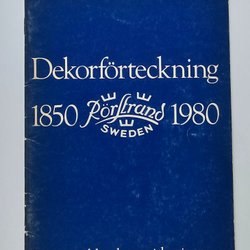 Dekorförteckning
1850 Rörstrand 1980
SWEDEN